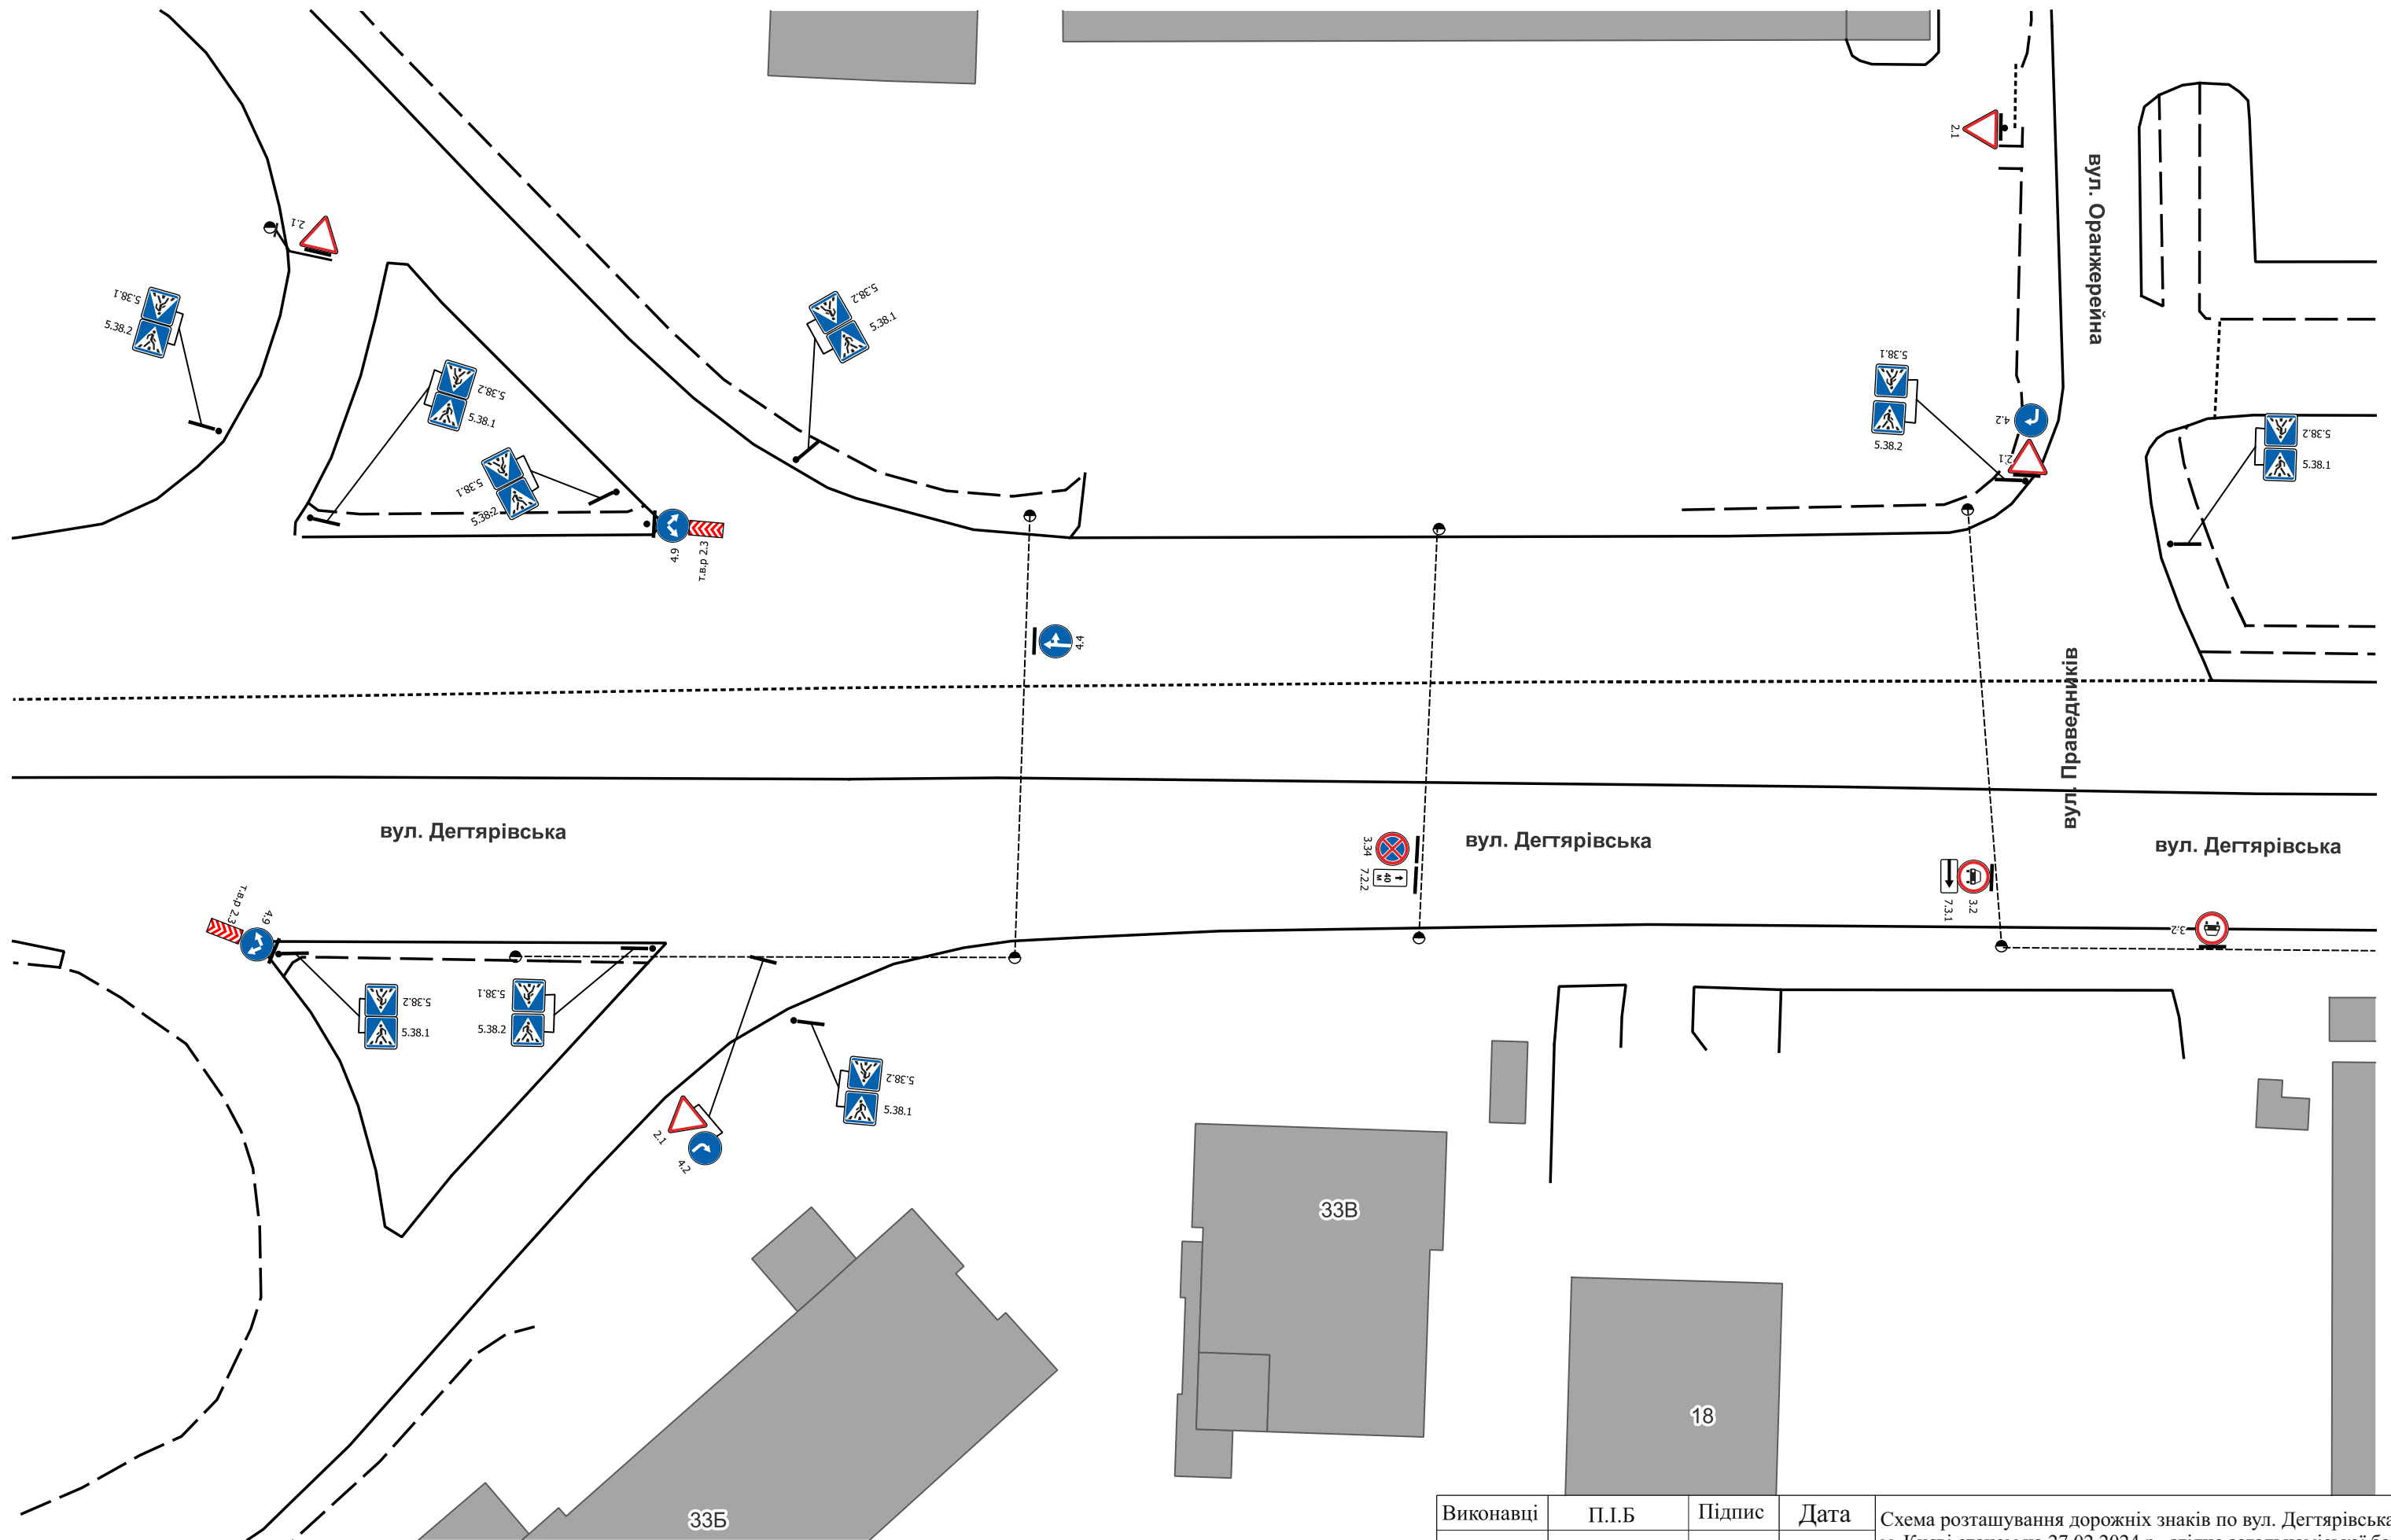 2.1
вул. Оранжерейна
2.1
5.38.1
5.38.2
5.38.2
5.38.1
5.38.2
5.38.1
5.38.1
5.38.2
5.38.1
5.38.2
4.2
2.1
5.38.2
5.38.1
4.9
т.в.р 2.3
4.4
вул. Праведників
вул. Дегтярівська
вул. Дегтярівська
вул. Дегтярівська
3.34
7.2.2
40 м
7.3.1
3.2
3.2
т.в.р 2.3
4.9
5.38.2
5.38.1
5.38.1
5.38.2
5.38.2
5.38.1
2.1
4.2
33В
18
33Б
Виконавці П.І.Б Підпис Дата
Схема розташування дорожніх знаків по вул. Дегтярівська